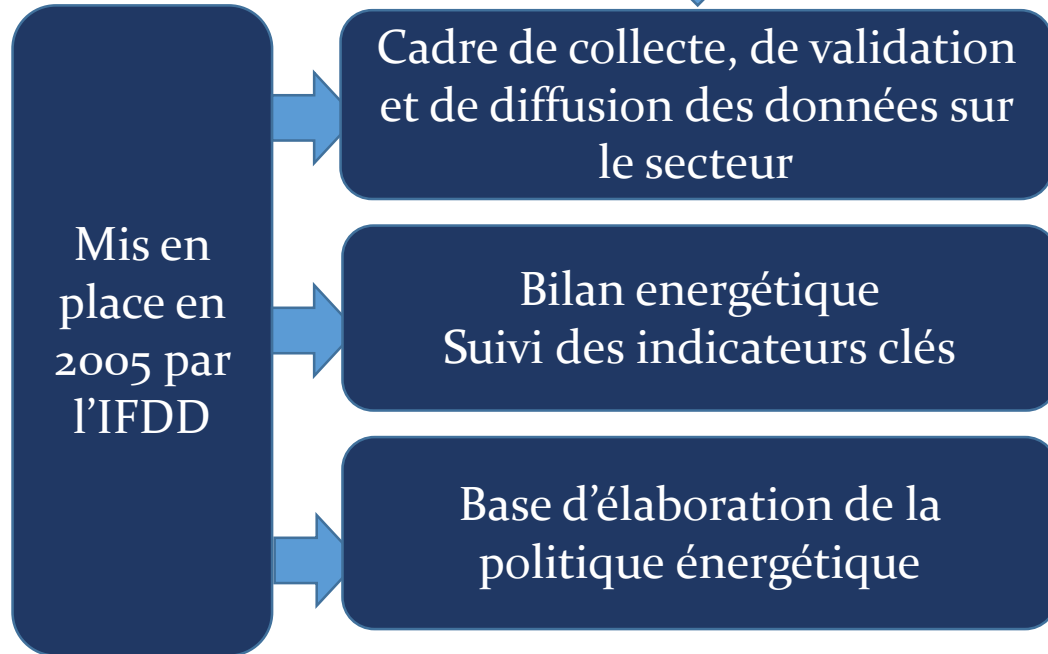 Mis en
place en
2005 par
l’IFDD
Cadre de collecte, de validation
et de diffusion des données sur
le secteur
Bilan energétique
Suivi des indicateurs clés
Base d’élaboration de la
politique énergétique